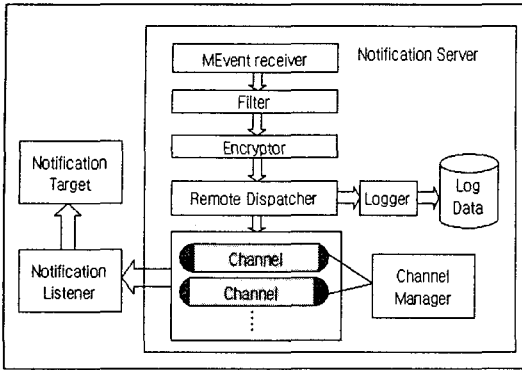 MEvent receiver
Notification Server
Filter
Encryptor
Notification
Target
Remote Dispatcher
Logger
Log
Data
Channel
Notification
Listener
Channel
Channel
Manager